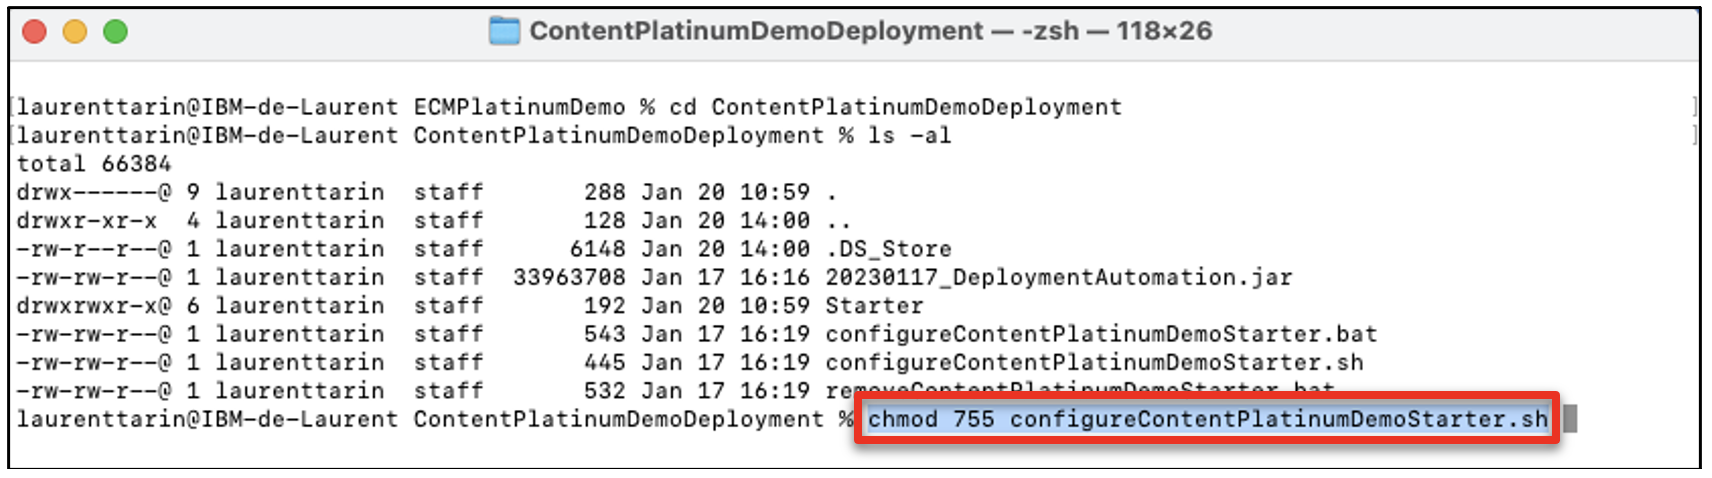 ContentPlatinumDemoDeployment — -zsh — 118×26
[laurenttarin@IBM-de-Laurent ECMPlatinumDemo % cd ContentPlatinumDemoDeployment ]
[laurenttarin@IBM-de-Laurent ContentPlatinumDemoDeployment % ls -al ]
total 66384
drwx------@ 9 laurenttarin  staff       288 Jan 20 10:59 .
drwxr-xr-x  4 laurenttarin  staff       128 Jan 20 14:00 ..
-rw-r--r--@ 1 laurenttarin  staff      6148 Jan 20 14:00 .DS_Store
-rw-rw-r--@ 1 laurenttarin  staff  33963708 Jan 17 16:16 20230117_DeploymentAutomation.jar
drwxrwxr-x@ 6 laurenttarin  staff       192 Jan 20 10:59 Starter
-rw-rw-r--@ 1 laurenttarin  staff       543 Jan 17 16:19 configureContentPlatinumDemoStarter.bat
-rw-rw-r--@ 1 laurenttarin  staff       445 Jan 17 16:19 configureContentPlatinumDemoStarter.sh
-rw-rw-r--@ 1 laurenttarin  staff       532 Jan 17 16:19 removeContentPlatinumDemoStarter.bat
laurenttarin@IBM-de-Laurent ContentPlatinumDemoDeployment % chmod 755 configureContentPlatinumDemoStarter.sh